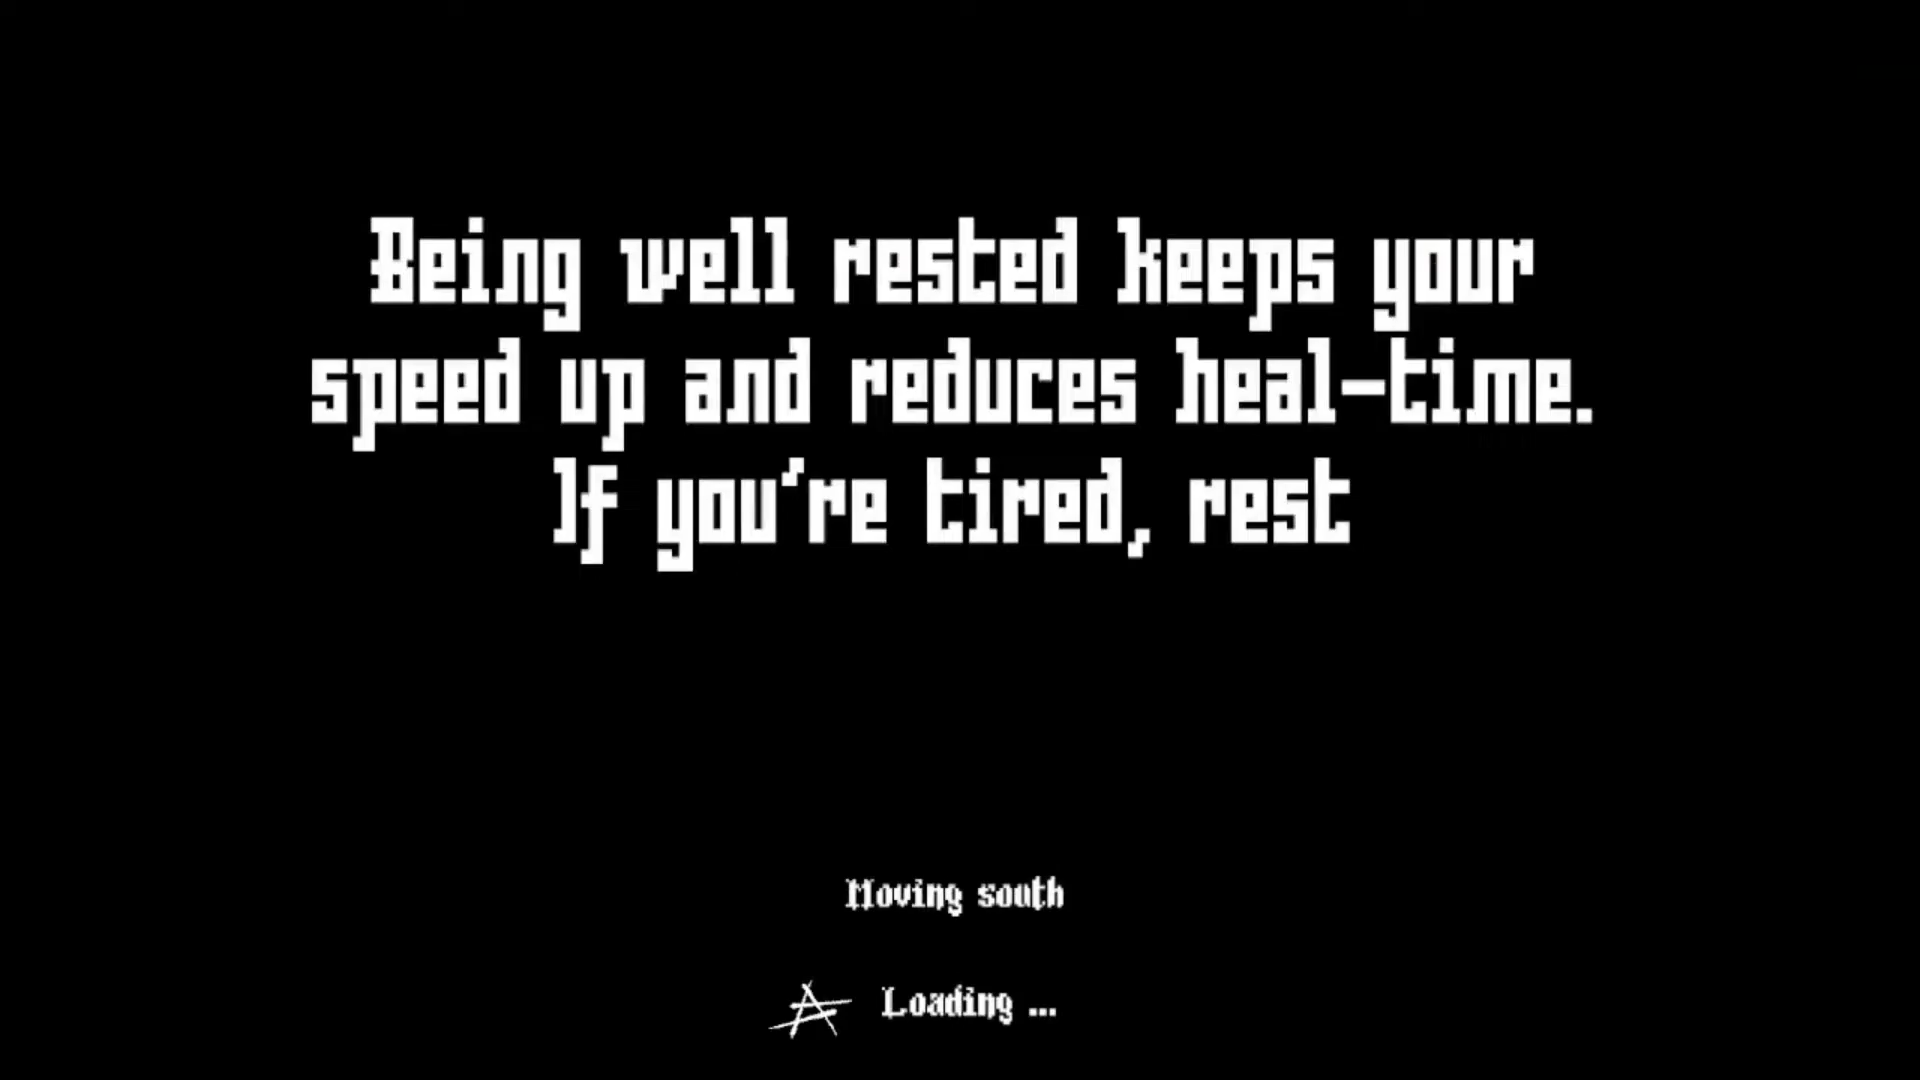 Being well rested keeps your
speed up and reduces heal-time.
If you're tired, rest
Moving south
Loading ...